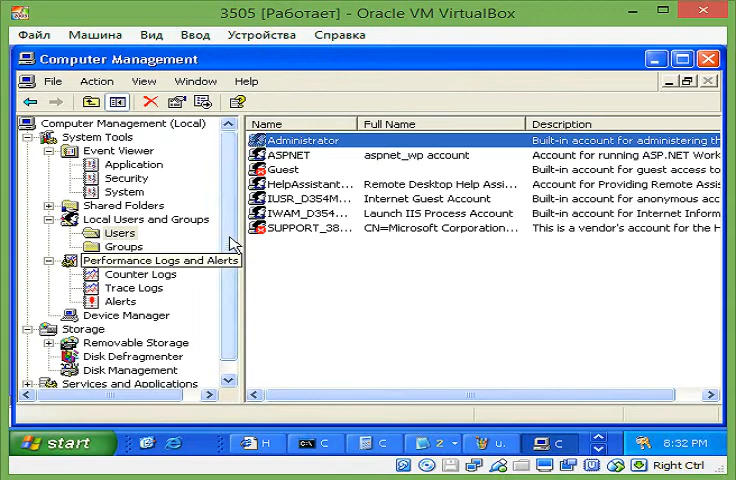 3505 [Работает] - Oracle VM VirtualBox
Файл Машина Вид Ввод Устройства Справка
Computer Management
File Action View Window Help
Computer Management (Local)
System Tools
Event Viewer
Application
Security
System
Shared Folders
Local Users and Groups
Users
Groups
Performance Logs and Alerts
Counter Logs
Trace Logs
Alerts
Device Manager
Storage
Removable Storage
Disk Defragmenter
Disk Management
Services and Applications
Name Full Name Description
Administrator Built-in account for administering th
ASPNET aspnet_wp account Account for running ASP.NET Work
Guest Built-in account for guest access to
HelpAssistant... Remote Desktop Help Assi... Account for Providing Remote Assis
IUSR_D354M... Internet Guest Account Built-in account for anonymous acc
IWAM_D354... Launch IIS Process Account Built-in account for Internet Inform
SUPPORT_38... CN=Microsoft Corporation... This is a vendor's account for the H
start H C C 2 u. C 8:32 PM
Right Ctrl